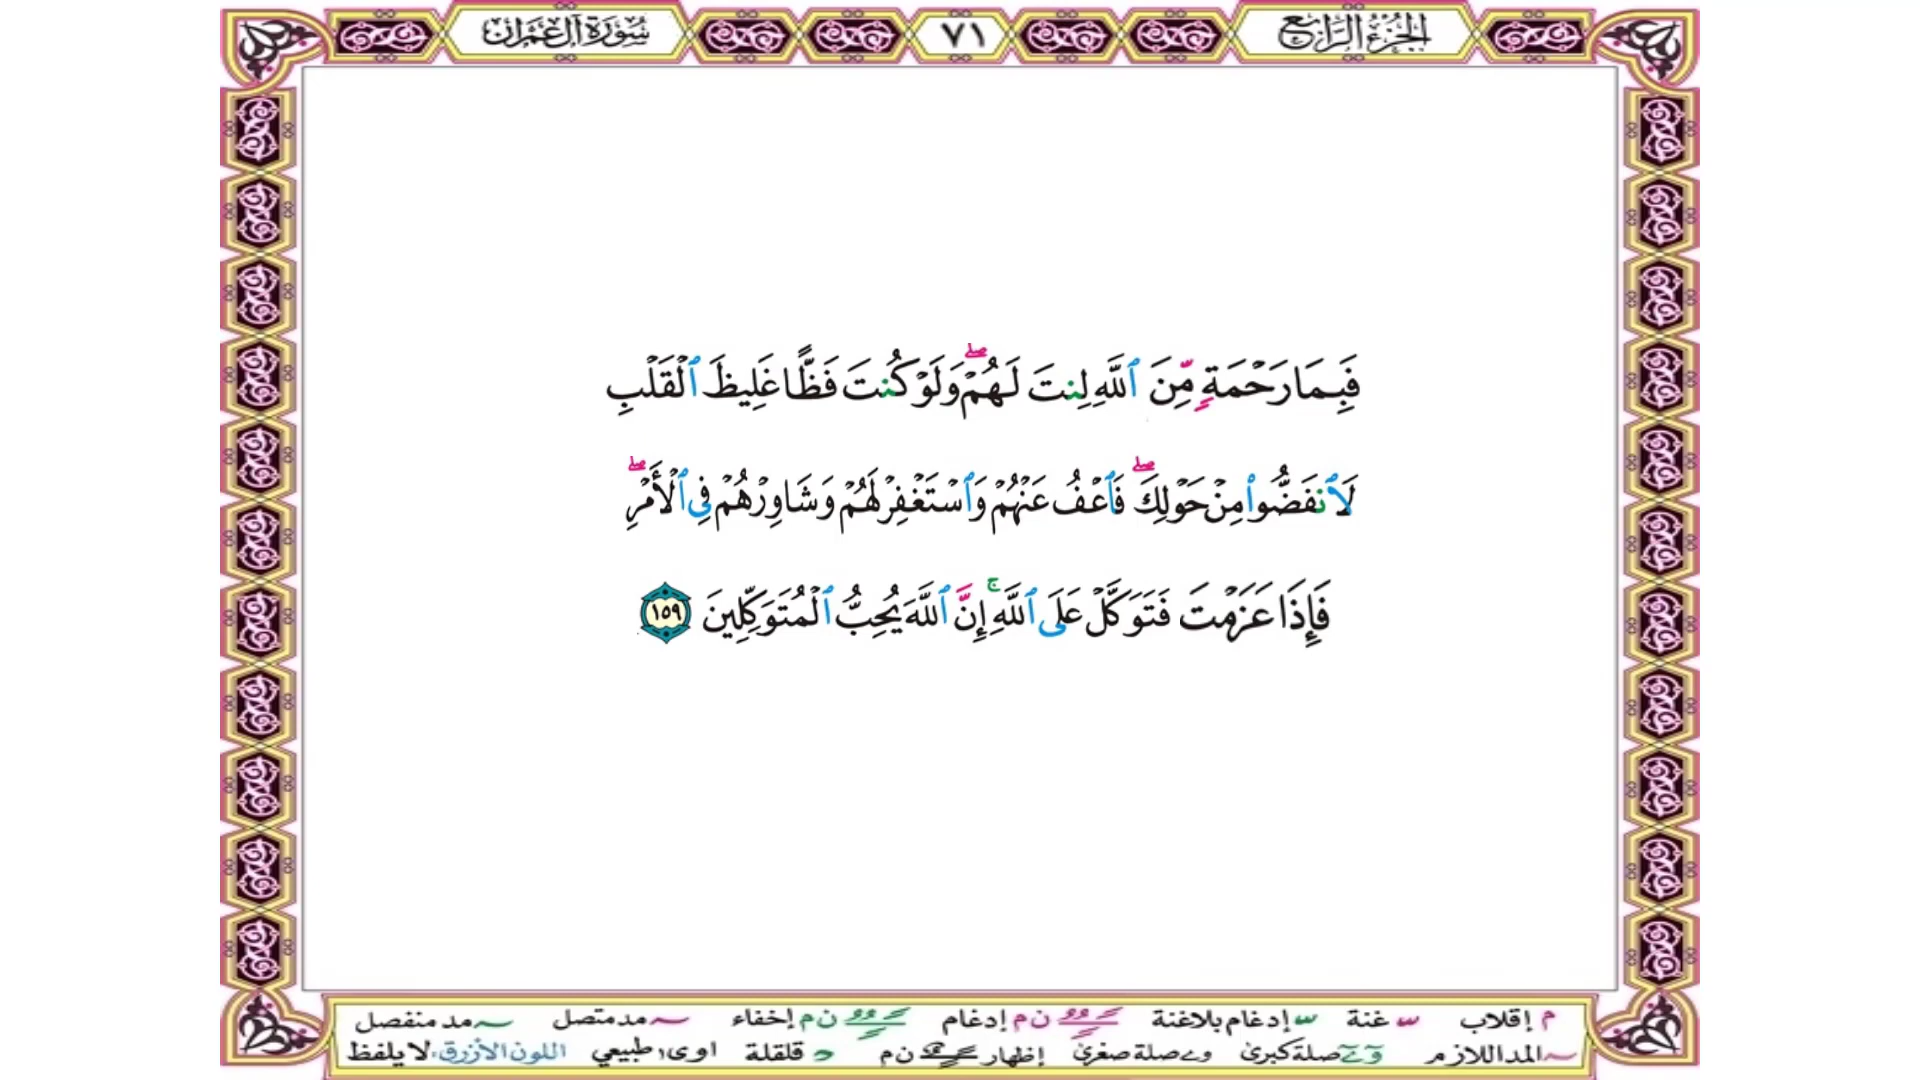 الجزء الرابع
٧١
سورة آل عمران
فَبِمَا رَحْمَةٍ مِّنَ ٱللَّهِ لِنتَ لَهُمْ ۖ وَلَوْ كُنتَ فَظًّا غَلِيظَ ٱلْقَلْبِ
لَٱنفَضُّوا۟ مِنْ حَوْلِكَ ۖ فَٱعْفُ عَنْهُمْ وَٱسْتَغْفِرْ لَهُمْ وَشَاوِرْهُمْ فِى ٱلْأَمْرِ ۖ
فَإِذَا عَزَمْتَ فَتَوَكَّلْ عَلَى ٱللَّهِ ۚ إِنَّ ٱللَّهَ يُحِبُّ ٱلْمُتَوَكِّلِينَ ١٥٩
م إقلاب غنة إدغام بلاغنة ن م إدغام ن م إخفاء مد متصل مد منفصل
المد اللازم صلة كبرى صلة صغرى إظهار ن م قلقلة اوى طبيعي اللون الأزرق: لا يلفظ